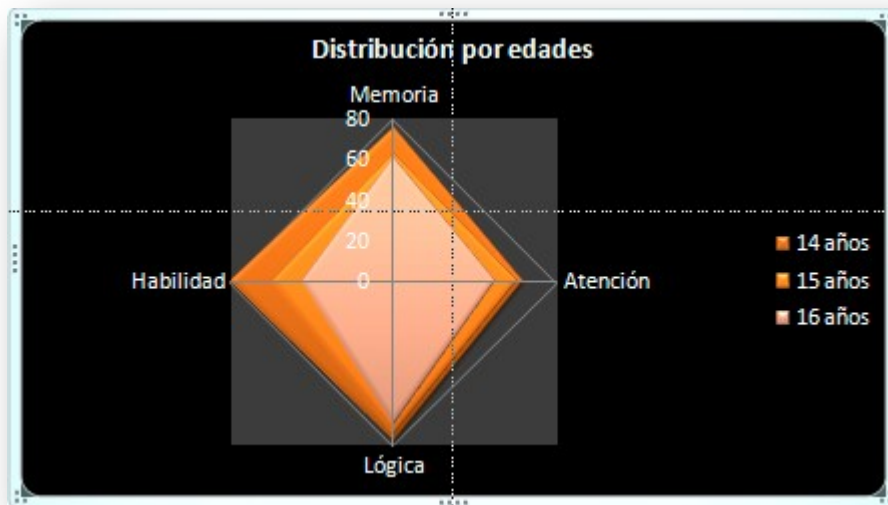 Distribución por edades
Memoria
80
60
40
20
0
Habilidad
Atención
Lógica
14 años
15 años
16 años